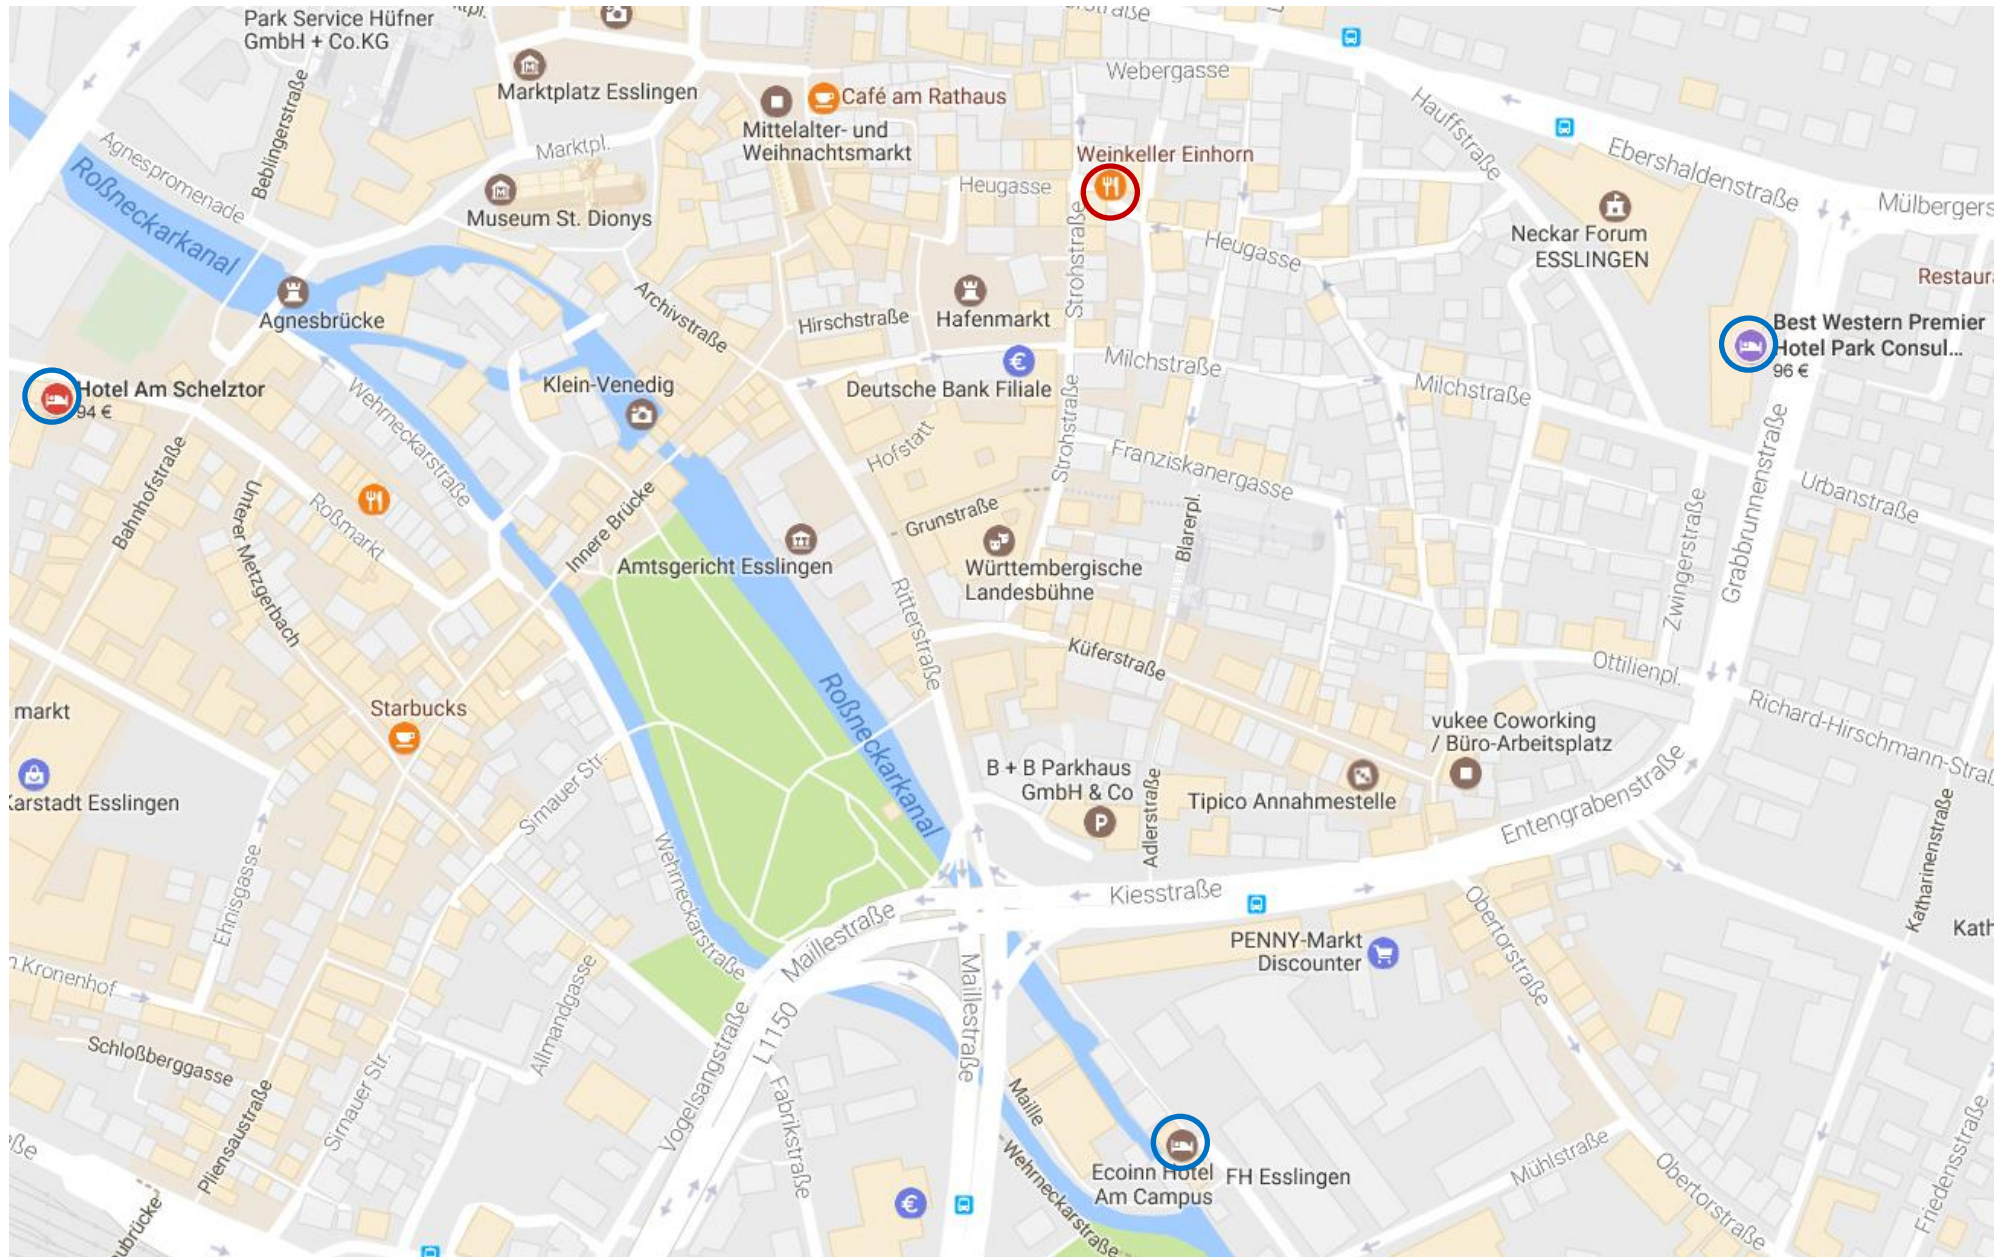 Park Service Hüfner
GmbH + Co.KG
Marktplatz Esslingen
Café am Rathaus
Mittelalter- und
Weihnachtsmarkt
Webergasse
Weinkeller Einhorn
Hauffstraße
Ebershaldenstraße
Mülbergers
Agnespromenade
Beblingerstraße
Roßneckarkanal
Marktpl.
Museum St. Dionys
Heugasse
Strohstraße
Heugasse
Neckar Forum
ESSLINGEN
Restaur
Agnesbrücke
Archivstraße
Hirschstraße
Hafenmarkt
Best Western Premier
Hotel Park Consul...
96 €
Hotel Am Schelztor
94 €
Wehrneckarstraße
Klein-Venedig
Deutsche Bank Filiale
€
Milchstraße
Milchstraße
Strohstraße
Hofstatt
Franziskanergasse
Grabbrunnenstraße
Urbanstraße
Bahnhofstraße
Unterer Metzgerbach
Roßmarkt
Innere Brücke
Amtsgericht Esslingen
Grunstraße
Württembergische
Landesbühne
Blarerpl.
Zwingerstraße
Ritterstraße
Küferstraße
Ottilienpl.
markt
Starbucks
Roßneckarkanal
vukee Coworking
/ Büro-Arbeitsplatz
Richard-Hirschmann-Stra
Karstadt Esslingen
Sirnauer Str.
B + B Parkhaus
GmbH & Co
P
Adlerstraße
Tipico Annahmestelle
Entengrabenstraße
Katharinenstraße
Ehnisgasse
Wehrneckarstraße
Maillestraße
Kiesstraße
Obertorstraße
Kath
PENNY-Markt
Discounter
n Kronenhof
Allmandgasse
L1150
Maillestraße
Schloßberggasse
Pliensaustraße
Sirnauer Str.
Vogelsangstraße
Fabrikstraße
Maille
Wehrneckarstraße
Ecoinn Hotel
Am Campus
FH Esslingen
Mühlstraße
Obertorstraße
Friedensstraße
€
aße
ubrücke